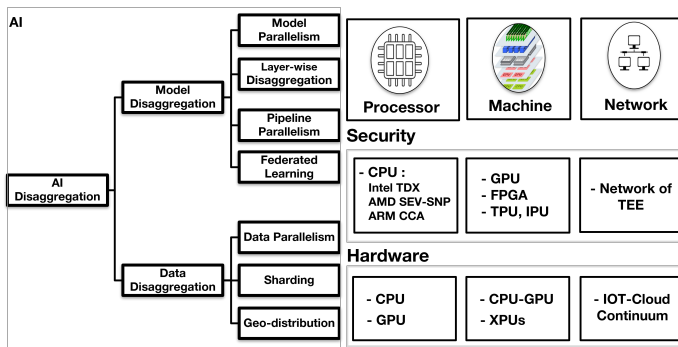 AI
AI
Disaggregation
Model
Disaggregation
Model
Parallelism
Layer-wise
Disaggregation
Pipeline
Parallelism
Federated
Learning
Data
Disaggregation
Data Parallelism
Sharding
Geo-distribution
Processor
Machine
Network
Security
- CPU :
Intel TDX
AMD SEV-SNP
ARM CCA
- GPU
- FPGA
- TPU, IPU
- Network of
TEE
Hardware
- CPU
- GPU
- CPU-GPU
- XPUs
- IOT-Cloud
Continuum